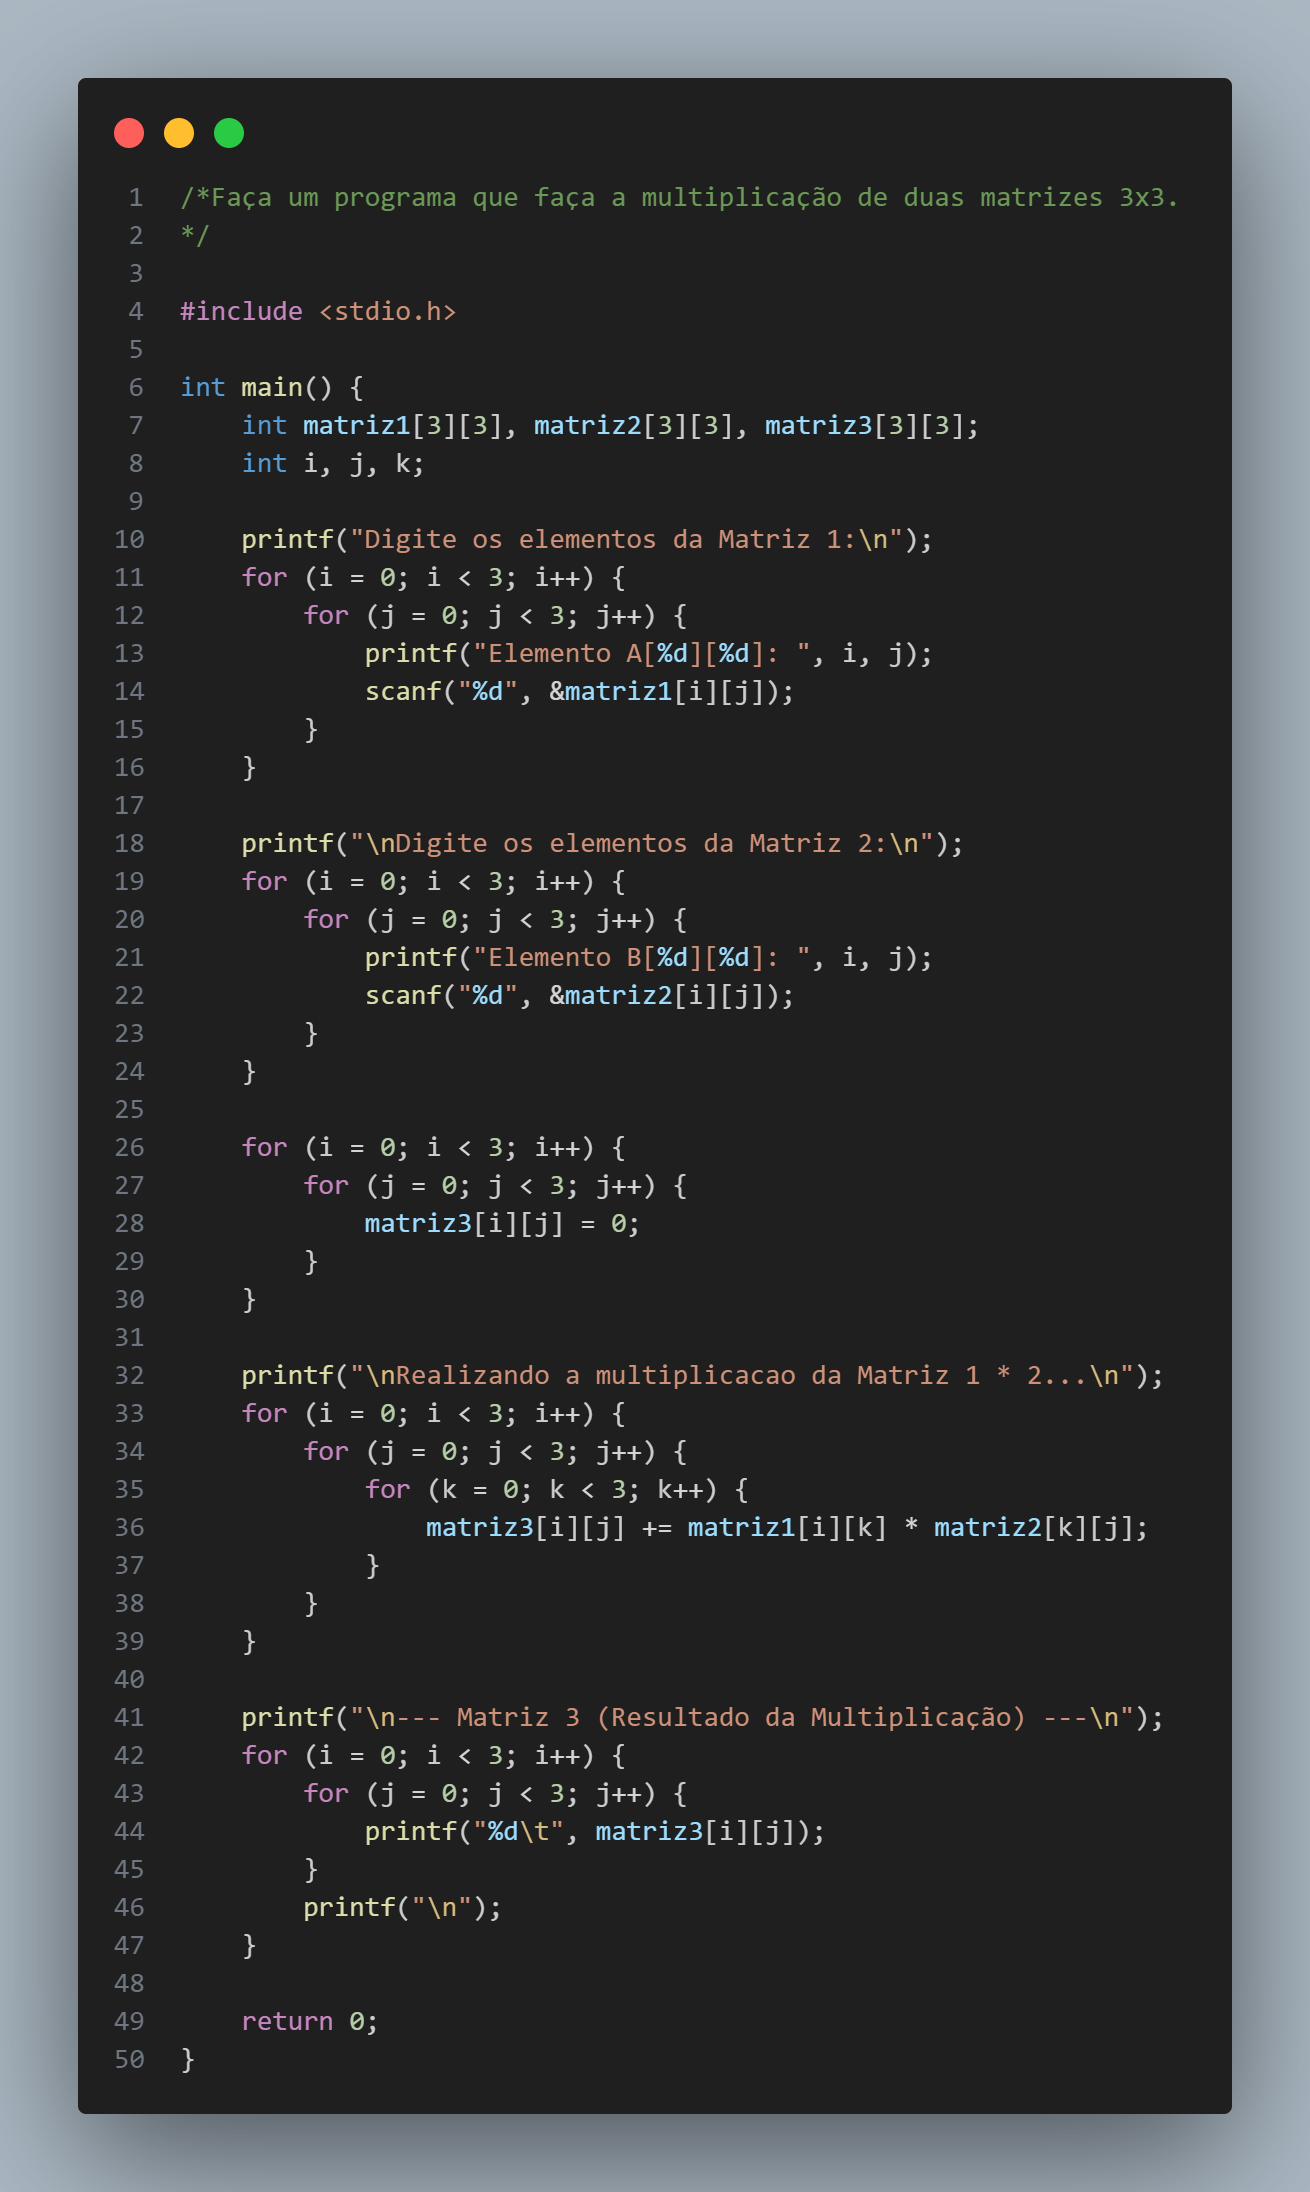 1 /*Faça um programa que faça a multiplicação de duas matrizes 3x3.
2 */
3
4 #include <stdio.h>
5
6 int main() {
7     int matriz1[3][3], matriz2[3][3], matriz3[3][3];
8     int i, j, k;
9
10     printf("Digite os elementos da Matriz 1:\n");
11     for (i = 0; i < 3; i++) {
12         for (j = 0; j < 3; j++) {
13             printf("Elemento A[%d][%d]: ", i, j);
14             scanf("%d", &matriz1[i][j]);
15         }
16     }
17
18     printf("\nDigite os elementos da Matriz 2:\n");
19     for (i = 0; i < 3; i++) {
20         for (j = 0; j < 3; j++) {
21             printf("Elemento B[%d][%d]: ", i, j);
22             scanf("%d", &matriz2[i][j]);
23         }
24     }
25
26     for (i = 0; i < 3; i++) {
27         for (j = 0; j < 3; j++) {
28             matriz3[i][j] = 0;
29         }
30     }
31
32     printf("\nRealizando a multiplicacao da Matriz 1 * 2...\n");
33     for (i = 0; i < 3; i++) {
34         for (j = 0; j < 3; j++) {
35             for (k = 0; k < 3; k++) {
36                 matriz3[i][j] += matriz1[i][k] * matriz2[k][j];
37             }
38         }
39     }
40
41     printf("\n--- Matriz 3 (Resultado da Multiplicação) ---\n");
42     for (i = 0; i < 3; i++) {
43         for (j = 0; j < 3; j++) {
44             printf("%d\t", matriz3[i][j]);
45         }
46         printf("\n");
47     }
48
49     return 0;
50 }